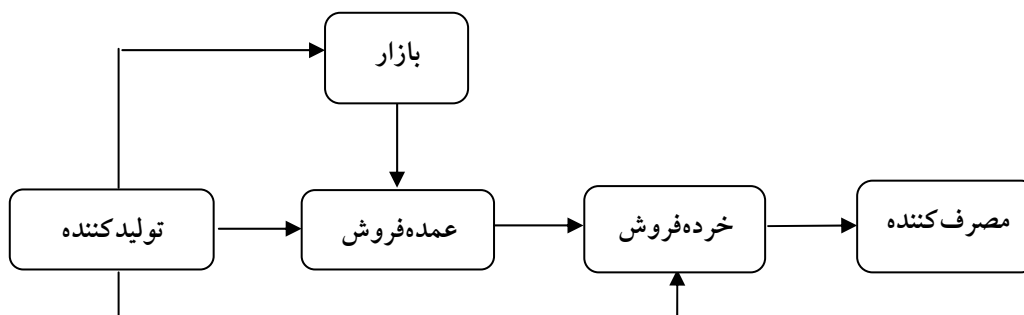 بازار
تولیدکننده
عمده‌فروش
خرده‌فروش
مصرف‌کننده